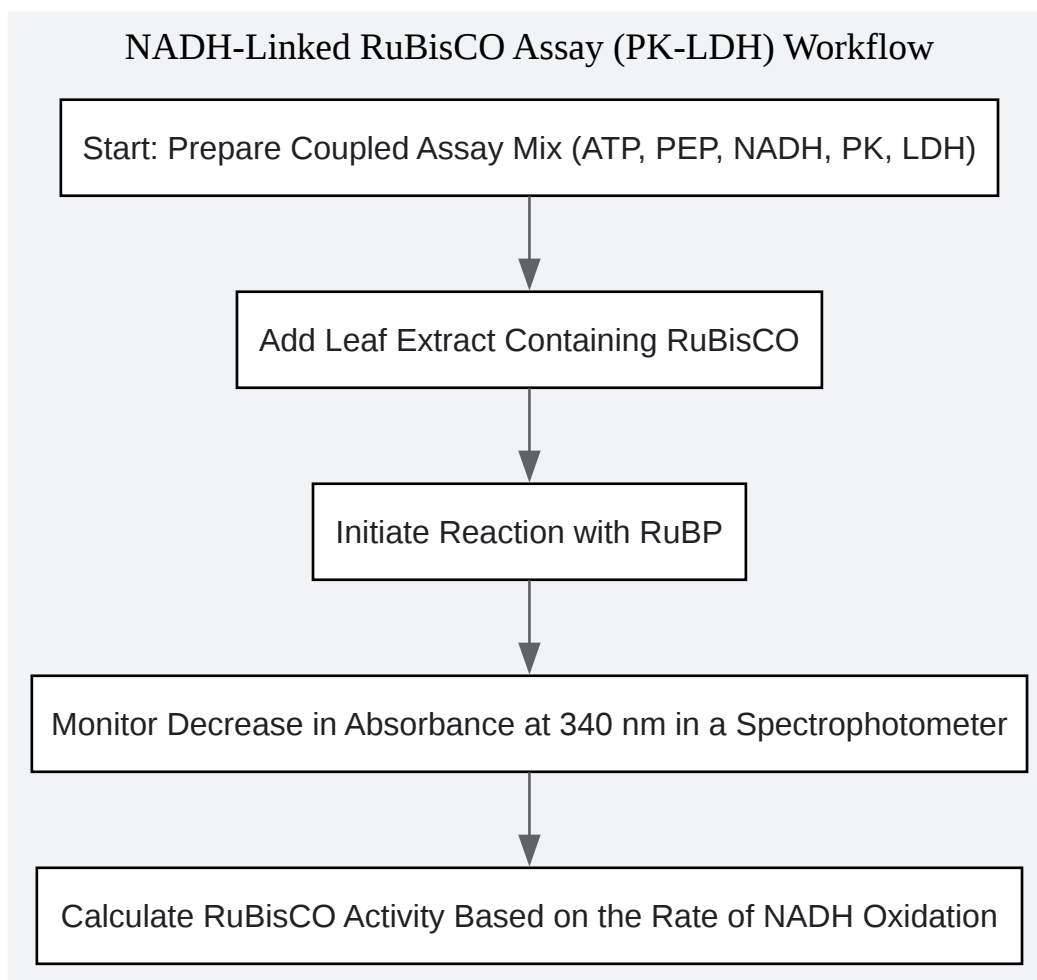 NADH-Linked RuBisCO Assay (PK-LDH) Workflow
Start: Prepare Coupled Assay Mix (ATP, PEP, NADH, PK, LDH)
Add Leaf Extract Containing RuBisCO
Initiate Reaction with RuBP
Monitor Decrease in Absorbance at 340 nm in a Spectrophotometer
Calculate RuBisCO Activity Based on the Rate of NADH Oxidation